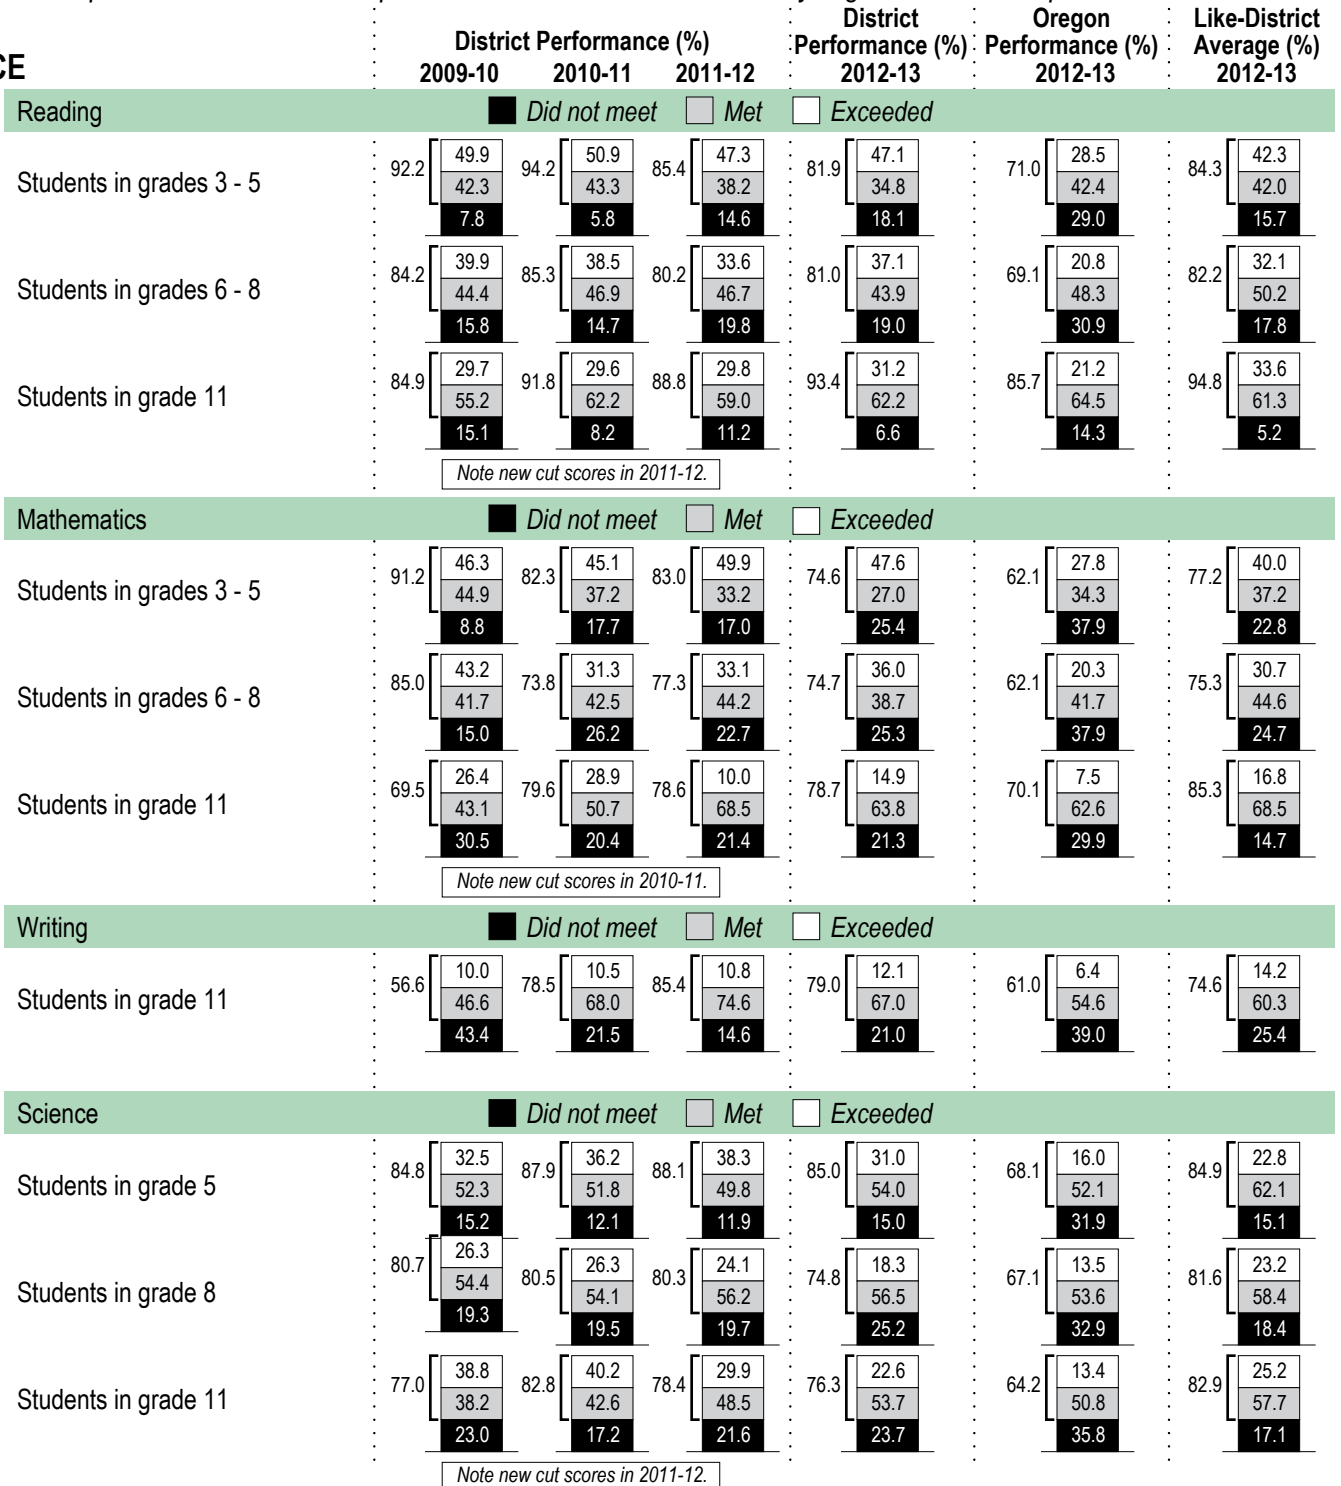 District Oregon Like-District
District Performance (%) Performance (%) Performance (%) Average (%)
CE 2009-10 2010-11 2011-12 2012-13 2012-13 2012-13
Reading Did not meet Met Exceeded
49.9 50.9 47.3 47.1 28.5 42.3
Students in grades 3 - 5 92.2 42.3 94.2 43.3 85.4 38.2 81.9 34.8 71.0 42.4 84.3 42.0
7.8 5.8 14.6 18.1 29.0 15.7
39.9 38.5 33.6 37.1 20.8 32.1
Students in grades 6 - 8 84.2 44.4 85.3 46.9 80.2 46.7 81.0 43.9 69.1 48.3 82.2 50.2
15.8 14.7 19.8 19.0 30.9 17.8
29.7 29.6 29.8 31.2 21.2 33.6
Students in grade 11 84.9 55.2 91.8 62.2 88.8 59.0 93.4 62.2 85.7 64.5 94.8 61.3
15.1 8.2 11.2 6.6 14.3 5.2
Note new cut scores in 2011-12.
Mathematics Did not meet Met Exceeded
46.3 45.1 49.9 47.6 27.8 40.0
Students in grades 3 - 5 91.2 44.9 82.3 37.2 83.0 33.2 74.6 27.0 62.1 34.3 77.2 37.2
8.8 17.7 17.0 25.4 37.9 22.8
43.2 31.3 33.1 36.0 20.3 30.7
Students in grades 6 - 8 85.0 41.7 73.8 42.5 77.3 44.2 74.7 38.7 62.1 41.7 75.3 44.6
15.0 26.2 22.7 25.3 37.9 24.7
26.4 28.9 10.0 14.9 7.5 16.8
Students in grade 11 69.5 43.1 79.6 50.7 78.6 68.5 78.7 63.8 70.1 62.6 85.3 68.5
30.5 20.4 21.4 21.3 29.9 14.7
Note new cut scores in 2010-11.
Writing Did not meet Met Exceeded
10.0 10.5 10.8 12.1 6.4 14.2
Students in grade 11 56.6 46.6 78.5 68.0 85.4 74.6 79.0 67.0 61.0 54.6 74.6 60.3
43.4 21.5 14.6 21.0 39.0 25.4
Science Did not meet Met Exceeded
32.5 36.2 38.3 31.0 16.0 22.8
Students in grade 5 84.8 52.3 87.9 51.8 88.1 49.8 85.0 54.0 68.1 52.1 84.9 62.1
15.2 12.1 11.9 15.0 31.9 15.1
26.3 26.3 24.1 18.3 13.5 23.2
Students in grade 8 80.7 54.4 80.5 54.1 80.3 56.2 74.8 56.5 67.1 53.6 81.6 58.4
19.3 19.5 19.7 25.2 32.9 18.4
38.8 40.2 29.9 22.6 13.4 25.2
Students in grade 11 77.0 38.2 82.8 42.6 78.4 48.5 76.3 53.7 64.2 50.8 82.9 57.7
23.0 17.2 21.6 23.7 35.8 17.1
Note new cut scores in 2011-12.